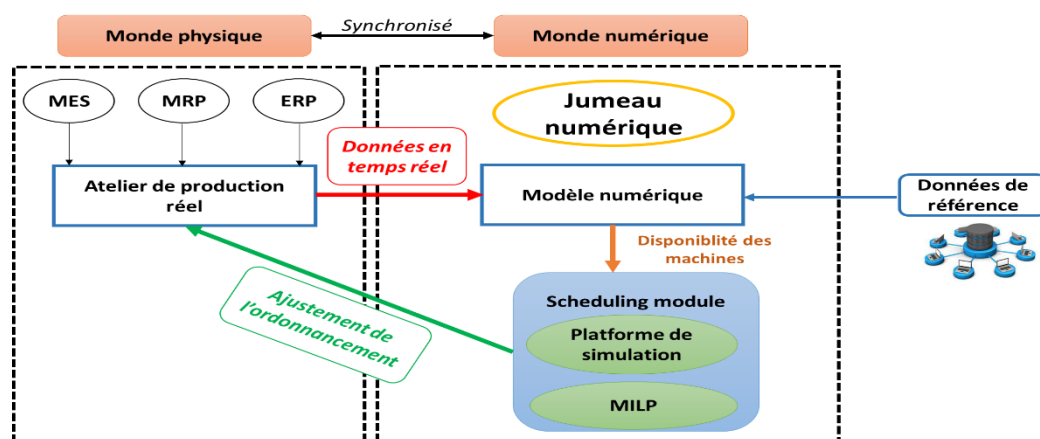 Monde physique
Synchronisé
Monde numérique
MES
MRP
ERP
Jumeau
numérique
Données en
temps réel
Atelier de production
réel
Modèle numérique
Données de
référence
Disponiblité des
machines
Scheduling module
Ajustement de
l'ordonnancement
Platforme de
simulation
MILP